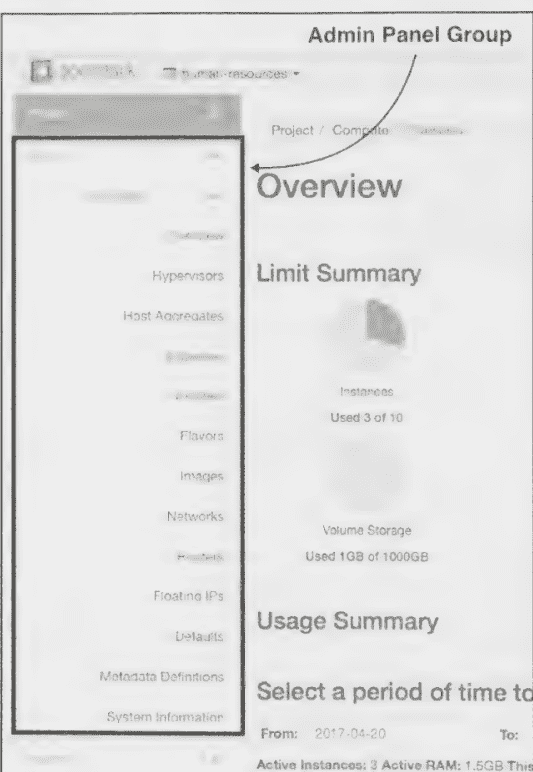 Admin Panel Group
human-resources
Project / Compute
Overview
Hypervisors
Limit Summary
Host Aggregates
Instances
Used 3 of 10
Flavors
Images
Networks
Volume Storage
Routers
Used 1GB of 1000GB
Floating IPs
Usage Summary
Defaults
Metadata Definitions
Select a period of time to
System Information
From: 2017-04-20 To:
Active Instances: 3 Active RAM: 1.5GB This